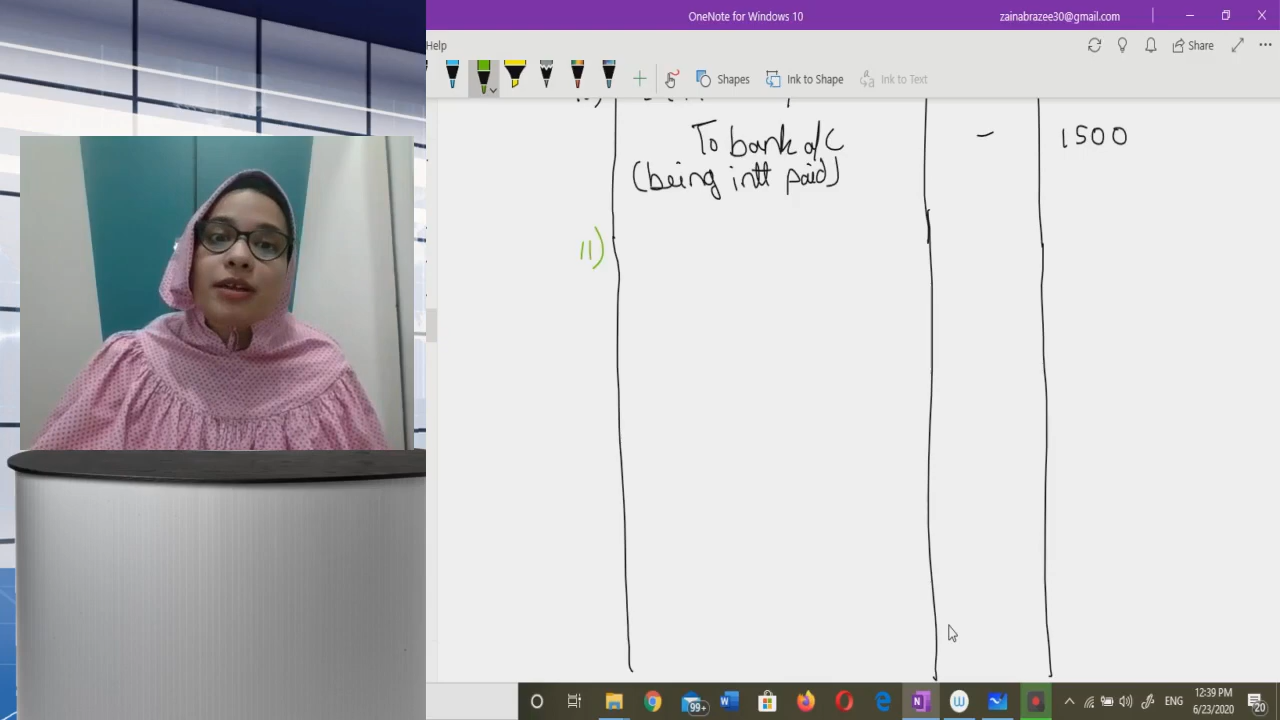 OneNote for Windows 10
zainabrazee30@gmail.com
Help
Share
Shapes
Ink to Shape
Ink to Text
To bank a/c - 1500
(being intt paid)
11)
99+
W
N
ENG
12:39 PM
6/23/2020
20